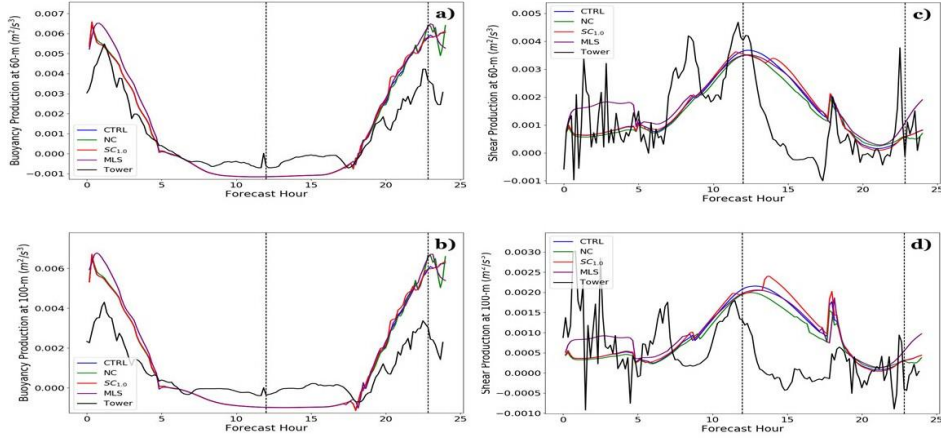 a)
Buoyancy Production at 60-m (m²/s³)
0.007
0.006
0.005
0.004
0.003
0.002
0.001
0.000
−0.001
CTRL
NC
SC₁.₀
MLS
Tower
0 5 10 15 20 25
Forecast Hour
c)
Shear Production at 60-m (m²/s³)
0.005
0.004
0.003
0.002
0.001
0.000
−0.001
CTRL
NC
SC₁.₀
MLS
Tower
0 5 10 15 20 25
Forecast Hour
b)
Buoyancy Production at 100-m (m²/s³)
0.006
0.004
0.002
0.000
CTRL
NC
SC₁.₀
MLS
Tower
0 5 10 15 20 25
Forecast Hour
d)
Shear Production at 100-m (m²/s³)
0.0030
0.0025
0.0020
0.0015
0.0010
0.0005
0.0000
−0.0005
−0.0010
CTRL
NC
SC₁.₀
MLS
Tower
0 5 10 15 20 25
Forecast Hour